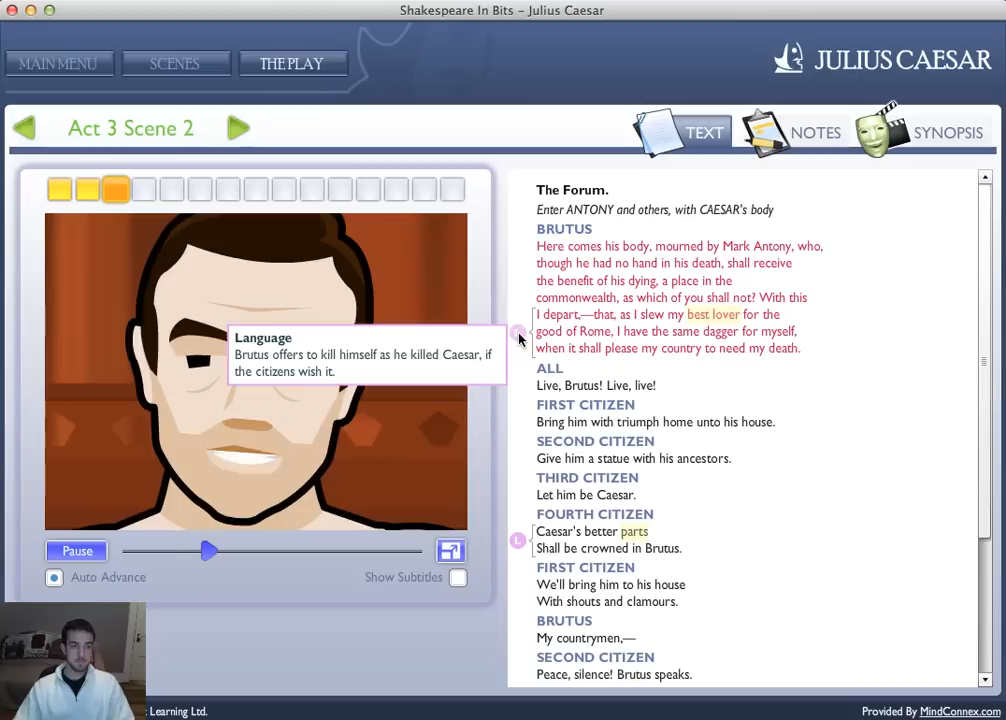 Shakespeare In Bits – Julius Caesar
MAIN MENU
SCENES
THE PLAY
JULIUS CAESAR
Act 3 Scene 2
TEXT
NOTES
SYNOPSIS
The Forum.
Enter ANTONY and others, with CAESAR's body
BRUTUS
Here comes his body, mourned by Mark Antony, who,
though he had no hand in his death, shall receive
the benefit of his dying, a place in the
commonwealth, as which of you shall not? With this
I depart,—that, as I slew my best lover for the
good of Rome, I have the same dagger for myself,
when it shall please my country to need my death.
Language
Brutus offers to kill himself as he killed Caesar, if
the citizens wish it.
ALL
Live, Brutus! Live, live!
FIRST CITIZEN
Bring him with triumph home unto his house.
SECOND CITIZEN
Give him a statue with his ancestors.
THIRD CITIZEN
Let him be Caesar.
FOURTH CITIZEN
Caesar's better parts
L
Shall be crowned in Brutus.
FIRST CITIZEN
We'll bring him to his house
With shouts and clamours.
BRUTUS
My countrymen,—
SECOND CITIZEN
Peace, silence! Brutus speaks.
Pause
Auto Advance
Show Subtitles
Learning Ltd.
Provided By MindConnex.com